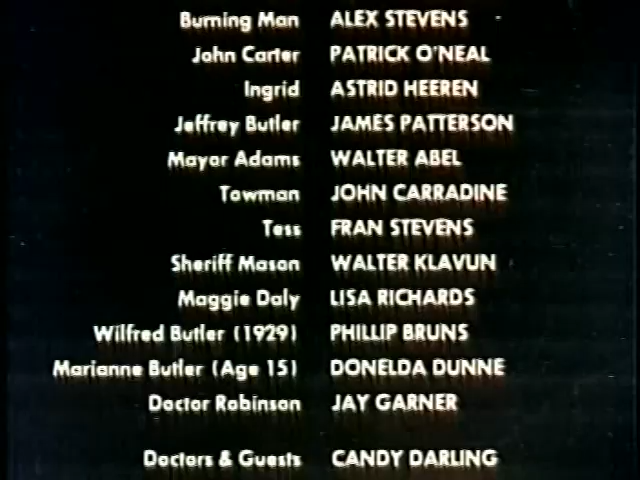 Burning Man ALEX STEVENS
John Carter PATRICK O'NEAL
Ingrid ASTRID HEEREN
Jeffrey Butler JAMES PATTERSON
Mayor Adams WALTER ABEL
Towman JOHN CARRADINE
Tess FRAN STEVENS
Sheriff Mason WALTER KLAVUN
Maggie Daly LISA RICHARDS
Wilfred Butler (1929) PHILLIP BRUNS
Marianne Butler (Age 15) DONELDA DUNNE
Doctor Robinson JAY GARNER
Doctors & Guests CANDY DARLING